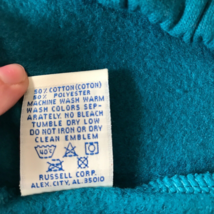 50% COTTON(COTON)
50% POLYESTER
MACHINE WASH WARM
WASH COLORS SEP-
ARATELY. NO BLEACH
TUMBLE DRY LOW
DO NOT IRON OR DRY
CLEAN EMBLEM
40°C
RUSSELL CORP.
ALEX. CITY, AL. 35010